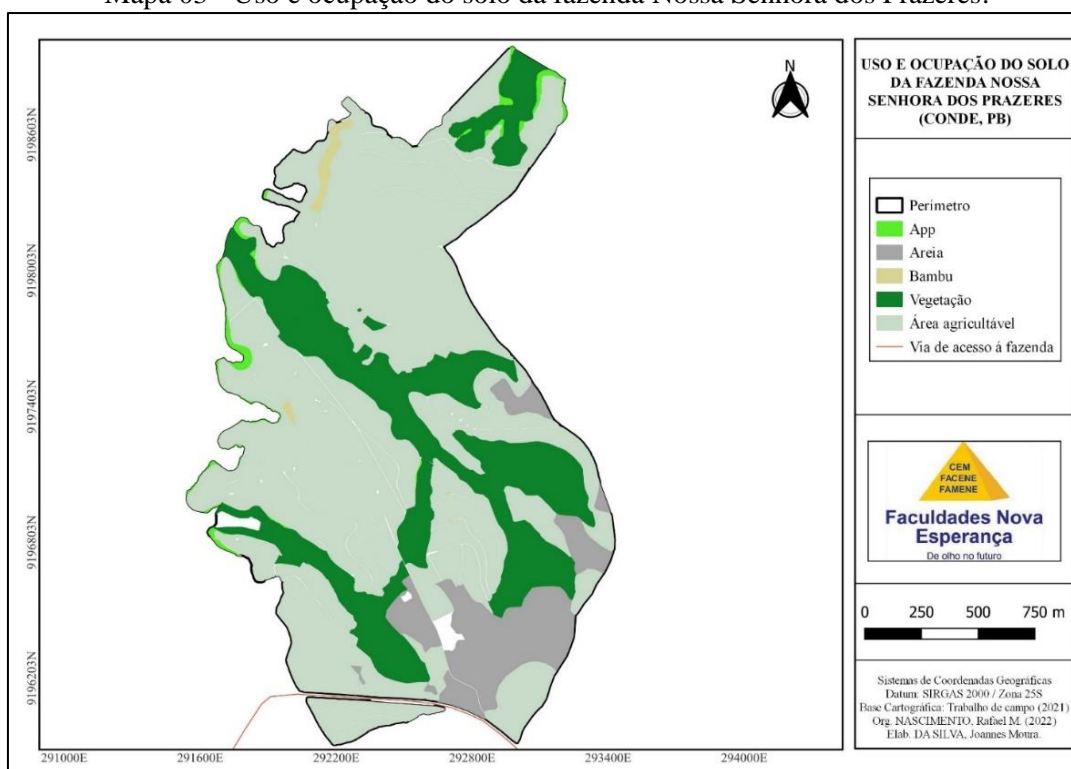 Mapa 03 - Uso e ocupação do solo da fazenda Nossa Senhora dos Prazeres.
N
9198603N
9198003N
9197403N
9196803N
9196203N
291000E
291600E
292200E
292800E
293400E
294000E
USO E OCUPAÇÃO DO SOLO
DA FAZENDA NOSSA
SENHORA DOS PRAZERES
(CONDE, PB)
Perímetro
App
Areia
Bambu
Vegetação
Área agricultável
Via de acesso á fazenda
CEM
FACENE
FAMENE
Faculdades Nova
Esperança
De olho no futuro
0 250 500 750 m
Sistemas de Coordenadas Geográficas
Datum: SIRGAS 2000 / Zona 25S
Base Cartográfica: Trabalho de campo (2021)
Org. NASCIMENTO, Rafael M. (2022)
Elab. DA SILVA, Joannes Moura.